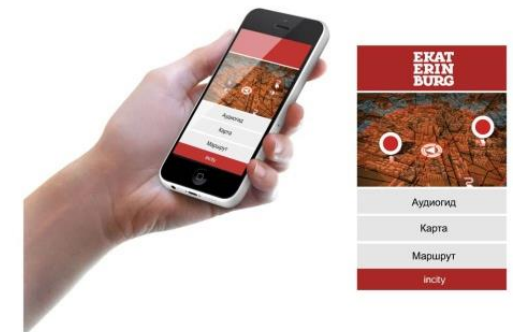 Аудиогид
Карта
Маршрут
incity
EKAT
ERIN
BURG
Аудиогид
Карта
Маршрут
incity